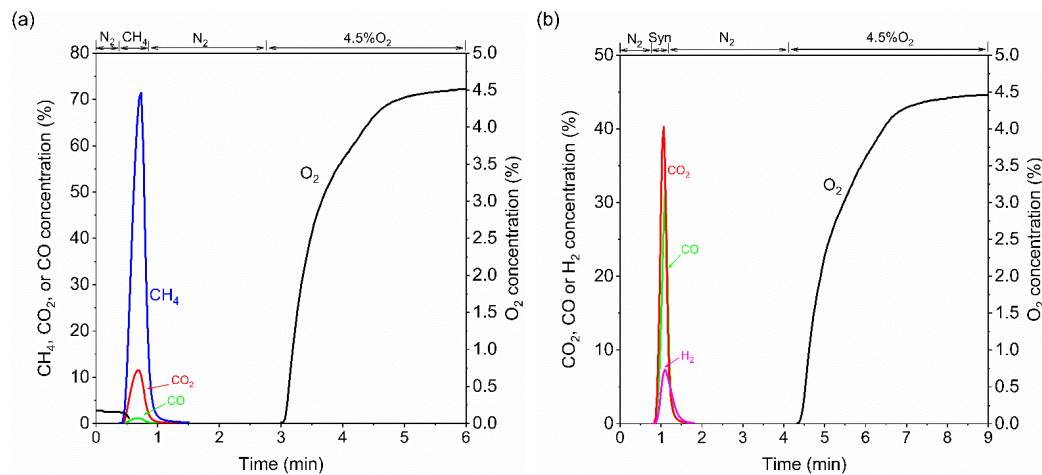 (a)
N₂ CH₄ N₂ 4.5%O₂
80
70
60
50
40
30
20
10
0
CH₄, CO₂, or CO concentration (%)
5.0
4.5
4.0
3.5
3.0
2.5
2.0
1.5
1.0
0.5
0.0
O₂ concentration (%)
O₂
CH₄
CO₂
CO
0 1 2 3 4 5 6
Time (min)
(b)
N₂ Syn N₂ 4.5%O₂
50
40
30
20
10
0
CO₂, CO or H₂ concentration (%)
5.0
4.5
4.0
3.5
3.0
2.5
2.0
1.5
1.0
0.5
0.0
O₂ concentration (%)
CO₂
O₂
CO
H₂
0 1 2 3 4 5 6 7 8 9
Time (min)